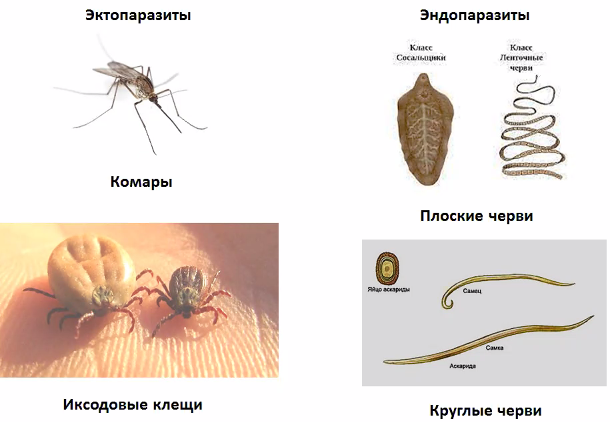 Эктопаразиты
Эндопаразиты
Класс
Сосальщики
Класс
Ленточные
черви
Комары
Плоские черви
Яйцо аскариды
Самец
Самка
Аскарида
Иксодовые клещи
Круглые черви